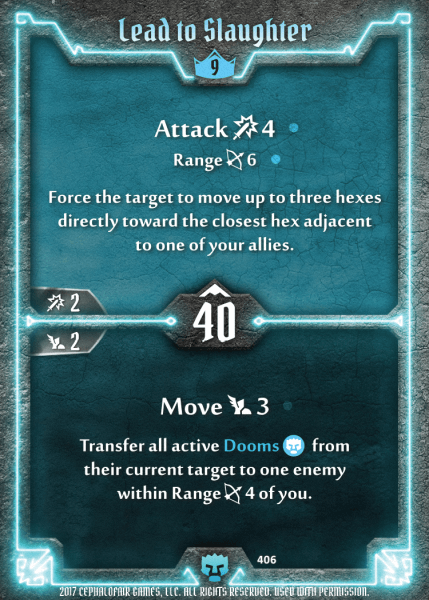 Lead to Slaughter
9
Attack 4
Range 6
Force the target to move up to three hexes
directly toward the closest hex adjacent
to one of your allies.
2
40
2
Move 3
Transfer all active Dooms from
their current target to one enemy
within Range 4 of you.
406
2017 CEPHALOFAIR GAMES, LLC. ALL RIGHTS RESERVED. USED WITH PERMISSION.